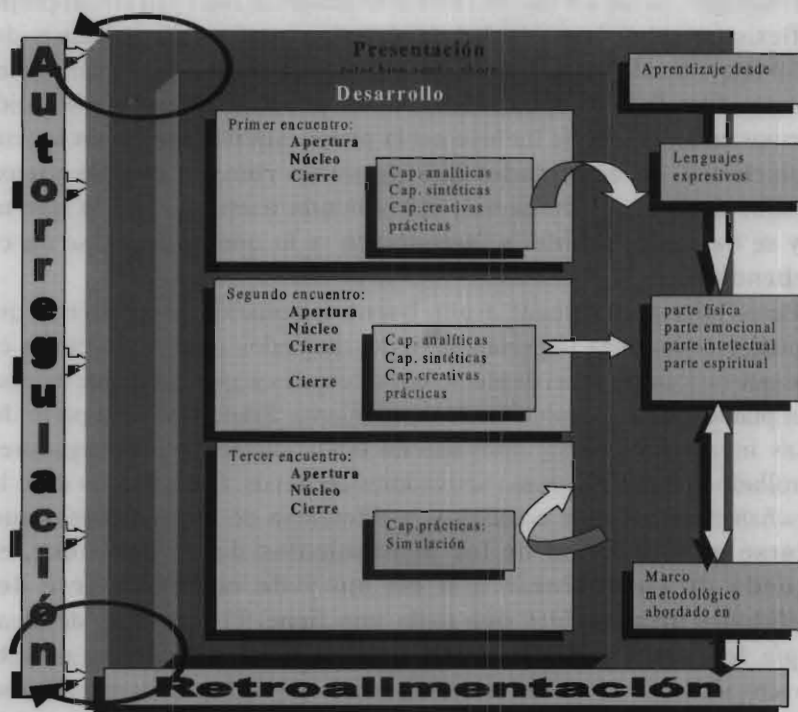 Autorregulación
Presentación
Desarrollo
Primer encuentro:
Apertura
Núcleo
Cierre
Cap. analíticas
Cap. sintéticas
Cap.creativas
prácticas
Segundo encuentro:
Apertura
Núcleo
Cierre
Cierre
Cap. analíticas
Cap. sintéticas
Cap.creativas
prácticas
Tercer encuentro:
Apertura
Núcleo
Cierre
Cap.prácticas:
Simulación
Aprendizaje desde
Lenguajes
expresivos
parte física
parte emocional
parte intelectual
parte espiritual
Marco
metodológico
abordado en
Retroalimentación